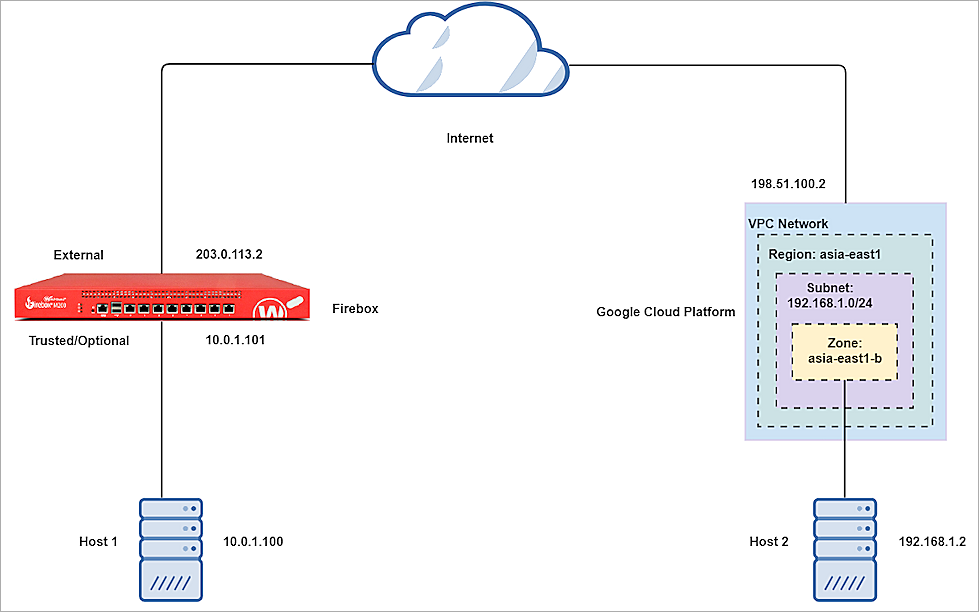 Internet
198.51.100.2
VPC Network
External
203.0.113.2
Region: asia-east1
Subnet:
192.168.1.0/24
Firebox M200
Firebox
Google Cloud Platform
Trusted/Optional
10.0.1.101
Zone:
asia-east1-b
Host 1
10.0.1.100
Host 2
192.168.1.2